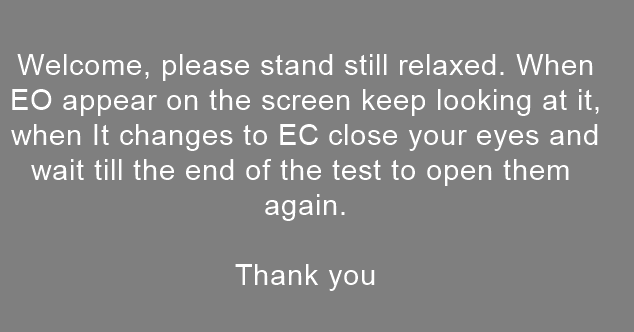 Welcome, please stand still relaxed. When
EO appear on the screen keep looking at it,
when It changes to EC close your eyes and
wait till the end of the test to open them
again.
Thank you